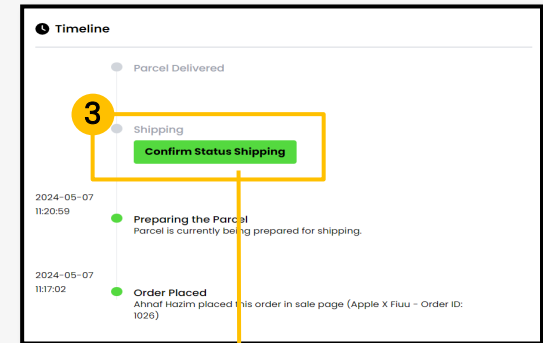 Timeline
Parcel Delivered
3
Shipping
Confirm Status Shipping
2024-05-07
11:20:59
Preparing the Parcel
Parcel is currently being prepared for shipping.
2024-05-07
11:17:02
Order Placed
Ahnaf Hazim placed this order in sale page (Apple X Fiuu - Order ID:
1026)